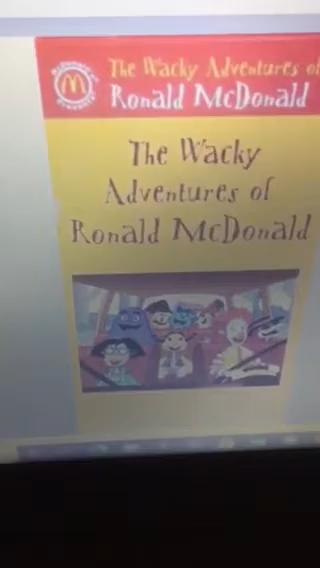 The Wacky Adventures of
Ronald McDonald
The Wacky
Adventures of
Ronald McDonald